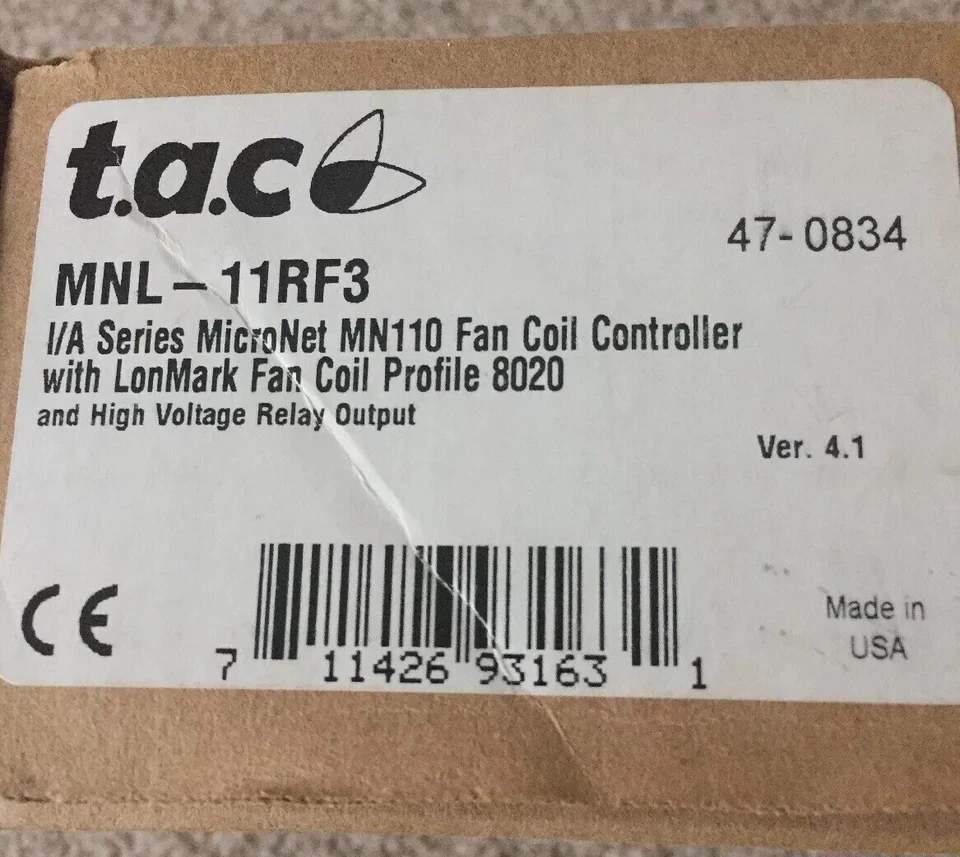 t.a.c
47-0834
MNL – 11RF3
I/A Series MicroNet MN110 Fan Coil Controller
with LonMark Fan Coil Profile 8020
and High Voltage Relay Output
Ver. 4.1
CE
Made in
USA
7 11426 93163 1